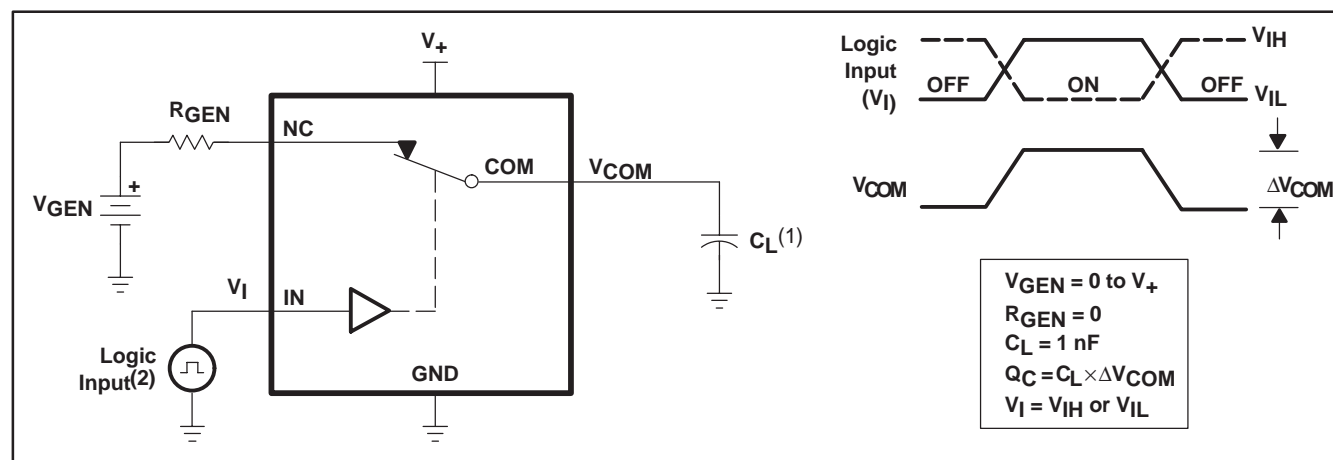 V+
RGEN
NC
COM
VCOM
+
VGEN
CL(1)
VI
IN
Logic
Input(2)
GND
Logic
Input
(VI)
VIH
OFF
ON
OFF
VIL
VCOM
ΔVCOM
VGEN = 0 to V+
RGEN = 0
CL = 1 nF
QC = CL × ΔVCOM
VI = VIH or VIL